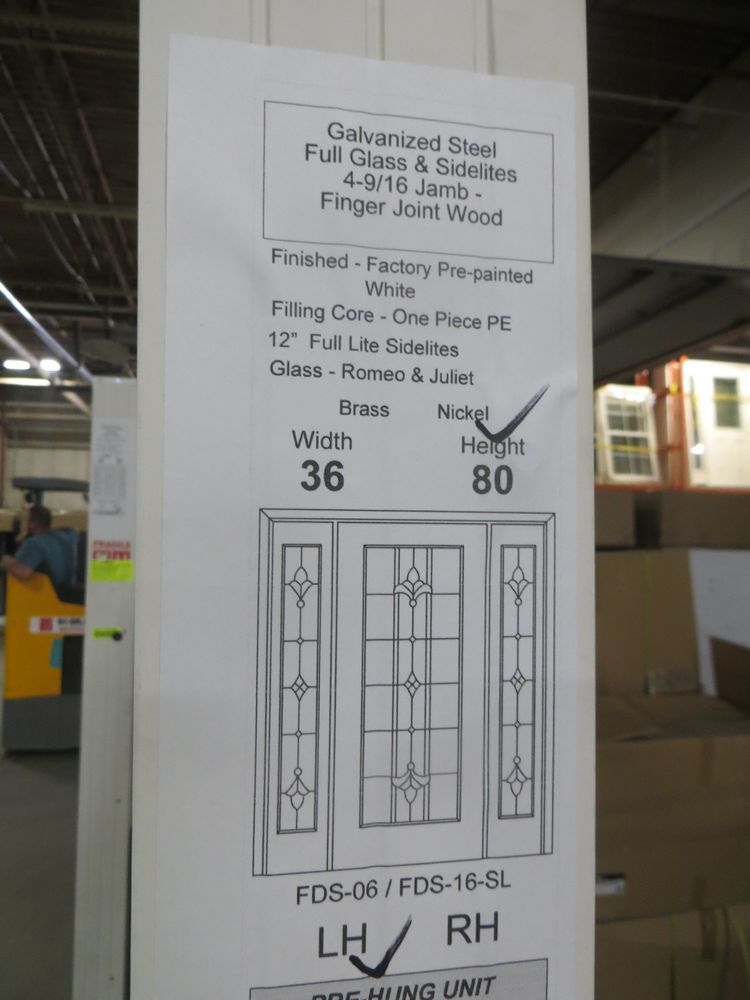 Galvanized Steel
Full Glass & Sidelites
4-9/16 Jamb -
Finger Joint Wood
Finished - Factory Pre-painted
White
Filling Core - One Piece PE
12” Full Lite Sidelites
Glass - Romeo & Juliet
Brass Nickel
Width Height
36 80
FDS-06 / FDS-16-SL
LH RH
PRE-HUNG UNIT
FRAGILE